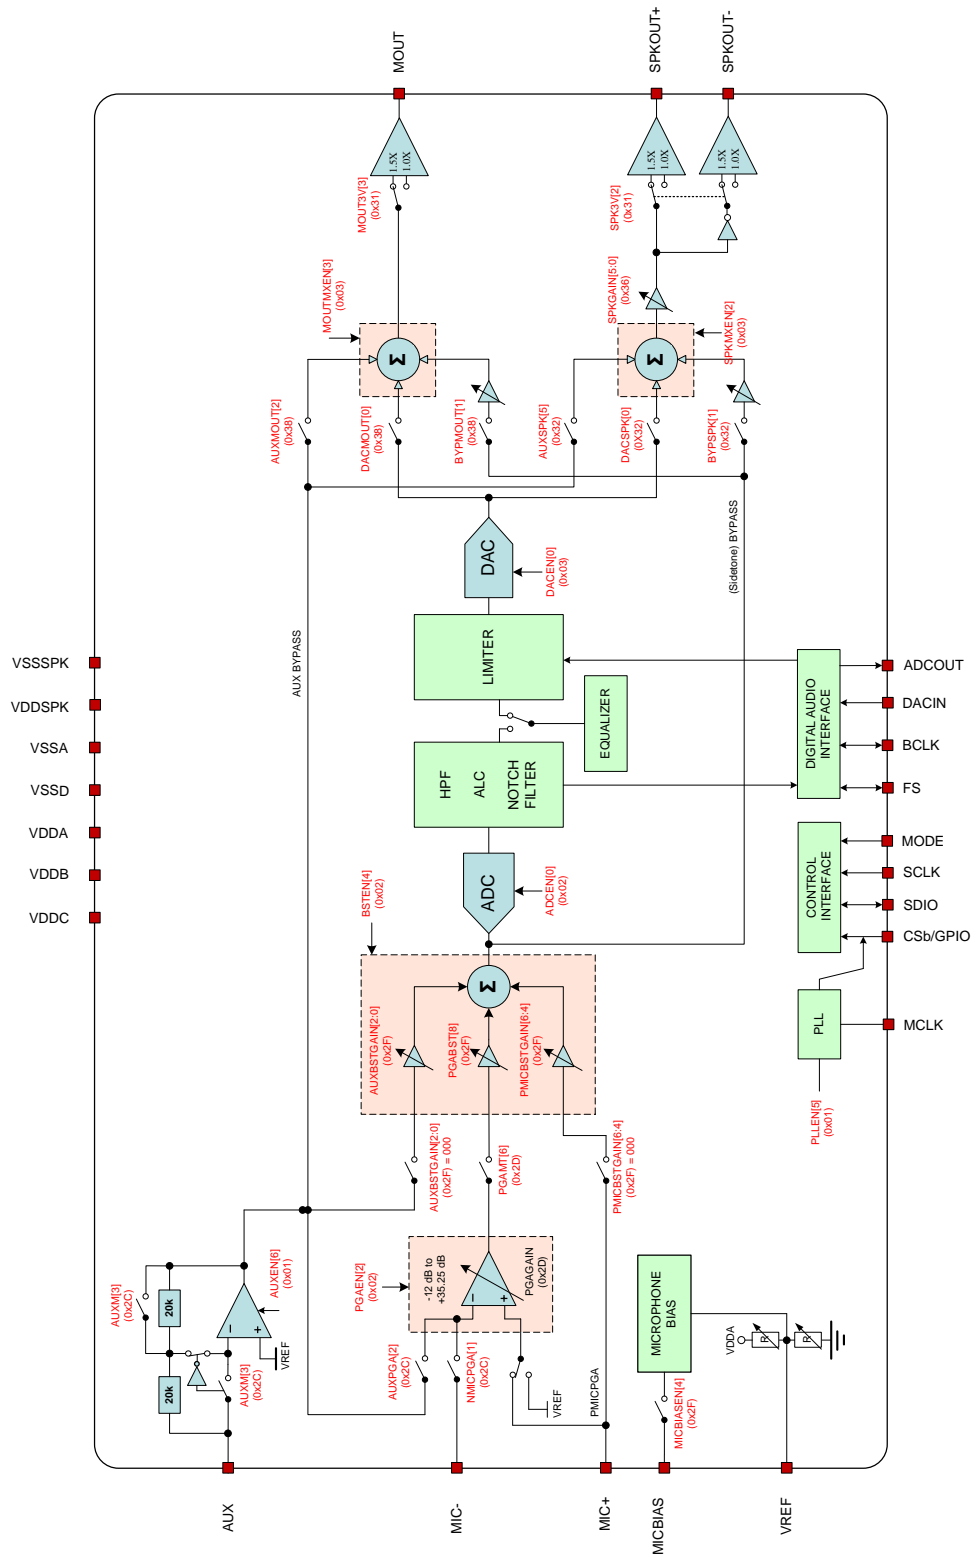 MOUT
SPKOUT+
SPKOUT-
1.5X
1.0X
1.5X
1.0X
1.5X
1.0X
MOUT3V[3]
(0x31)
SPK3V[2]
(0x31)
MOUTMXEN[3]
(0x03)
SPKGAIN[5:0]
(0x36)
SPKMXEN[2]
(0x03)
Σ
Σ
AUXMOUT[2]
(0x38)
DACMOUT[0]
(0x38)
BYPMOUT[1]
(0x38)
AUXSPK[5]
(0x32)
DACSPK[0]
(0X32)
BYPSPK[1]
(0x32)
DAC
DACEN[0]
(0x03)
(Sidetone) BYPASS
AUX BYPASS
LIMITER
EQUALIZER
HPF
ALC
NOTCH
FILTER
DIGITAL AUDIO
INTERFACE
VSSSPK
VDDSPK
VSSA
VSSD
VDDA
VDDB
VDDC
ADCOUT
DACIN
BCLK
FS
MODE
SCLK
SDIO
CSb/GPIO
MCLK
CONTROL
INTERFACE
PLL
PLLEN[5]
(0x01)
ADC
ADCEN[0]
(0x02)
BSTEN[4]
(0x02)
Σ
AUXBSTGAIN[2:0]
(0x2F)
PGABST[8]
(0x2F)
PMICBSTGAIN[6:4]
(0x2F)
AUXBSTGAIN[2:0]
(0x2F) = 000
PGAMT[6]
(0x2D)
PMICBSTGAIN[6:4]
(0x2F) = 000
AUXM[3]
(0x2C)
20k
20k
AUXEN[6]
(0x01)
−
+
VREF
AUXM[3]
(0x2C)
PGAEN[2]
(0x02)
-12 dB to
+35.25 dB
−
+
PGAGAIN
(0x2D)
AUXPGA[2]
(0x2C)
NMICPGA[1]
(0x2C)
VREF
PMICPGA
MICROPHONE
BIAS
MICBIASEN[4]
(0x2F)
VDDA
R
R
AUX
MIC-
MIC+
MICBIAS
VREF